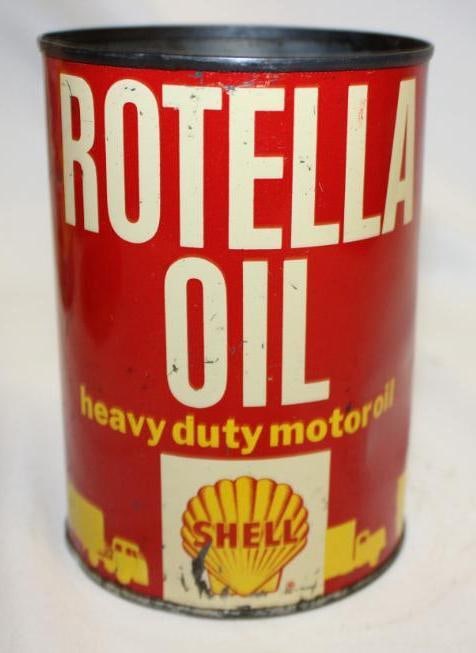 ROTELLA
OIL
heavy duty motor oil
SHELL